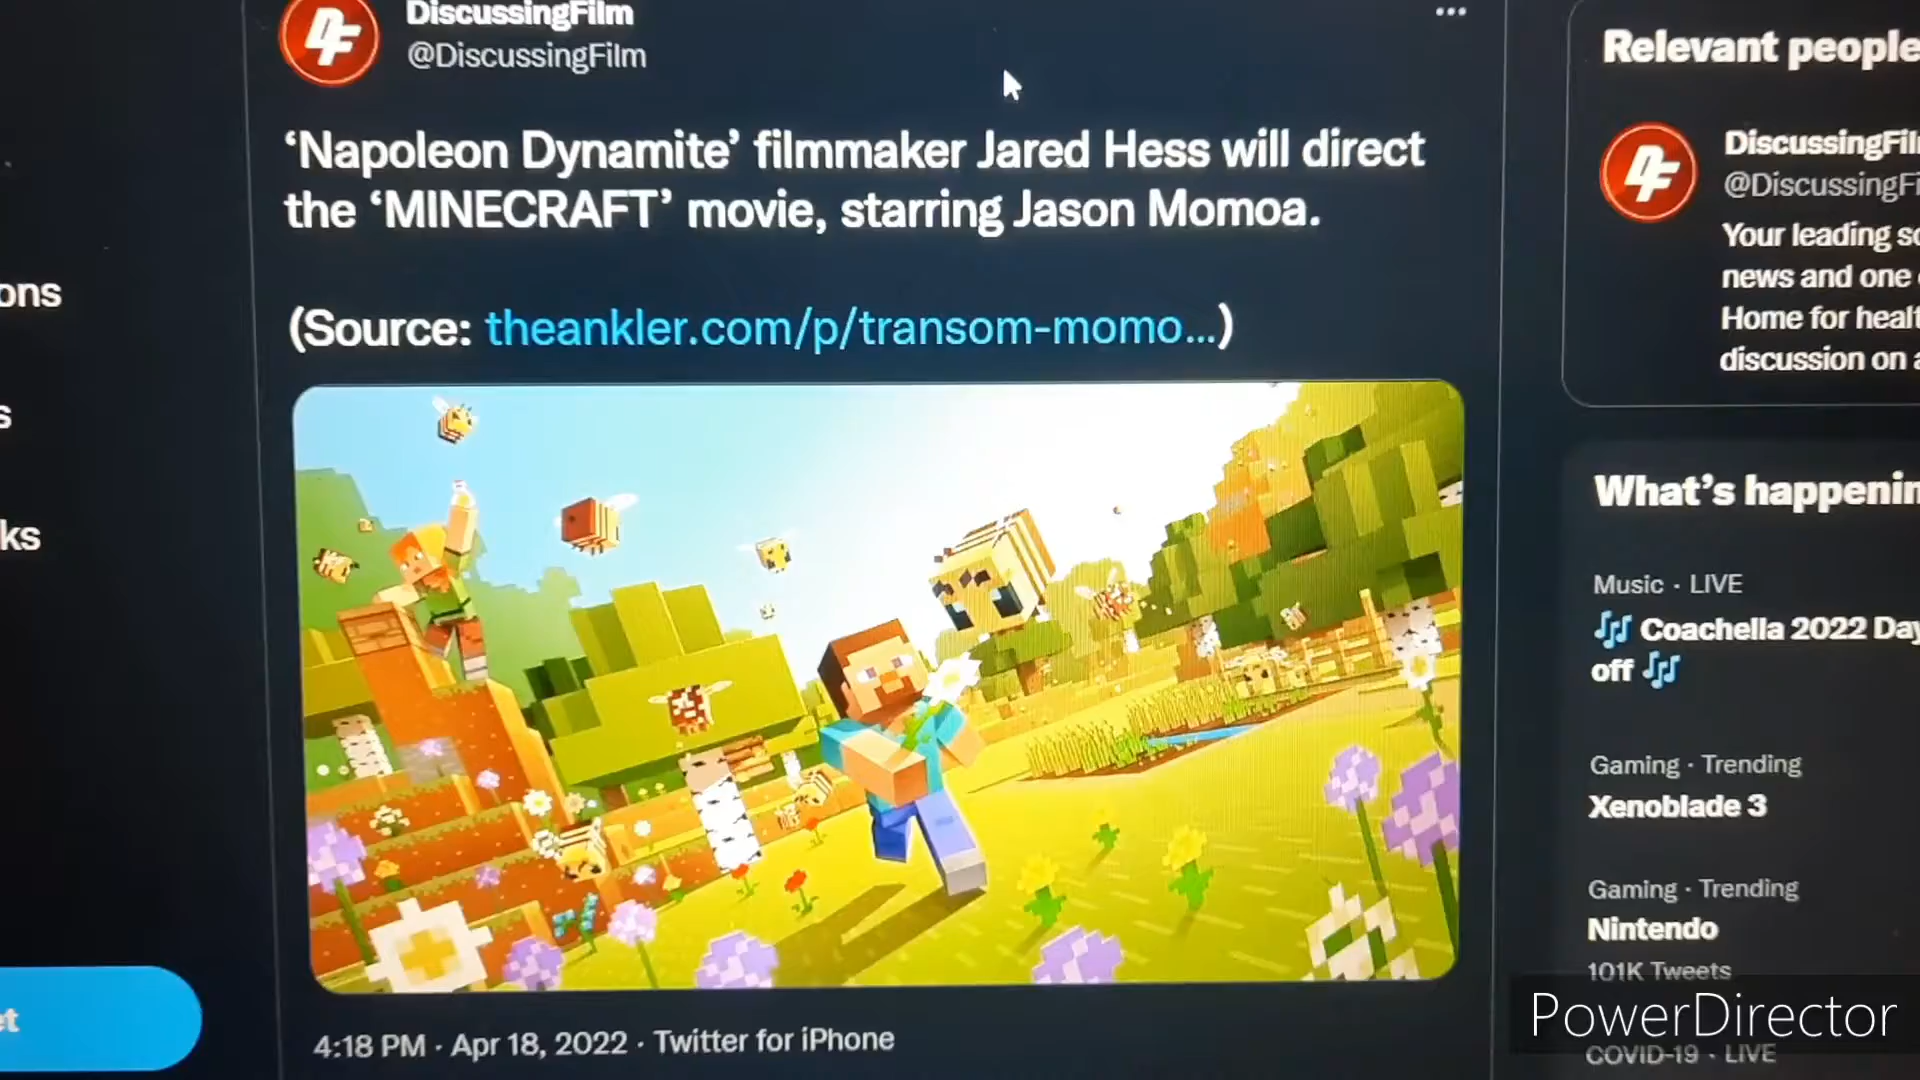 DiscussingFilm
@DiscussingFilm
‘Napoleon Dynamite’ filmmaker Jared Hess will direct
the ‘MINECRAFT’ movie, starring Jason Momoa.
(Source: theankler.com/p/transom-momo...)
4:18 PM · Apr 18, 2022 · Twitter for iPhone
Relevant people
DiscussingFil
@DiscussingFi
Your leading so
news and one
Home for healt
discussion on a
What’s happenin
Music · LIVE
🎶 Coachella 2022 Day
off 🎶
Gaming · Trending
Xenoblade 3
Gaming · Trending
Nintendo
101K Tweets
COVID-19 · LIVE
PowerDirector
ons
s
ks
et